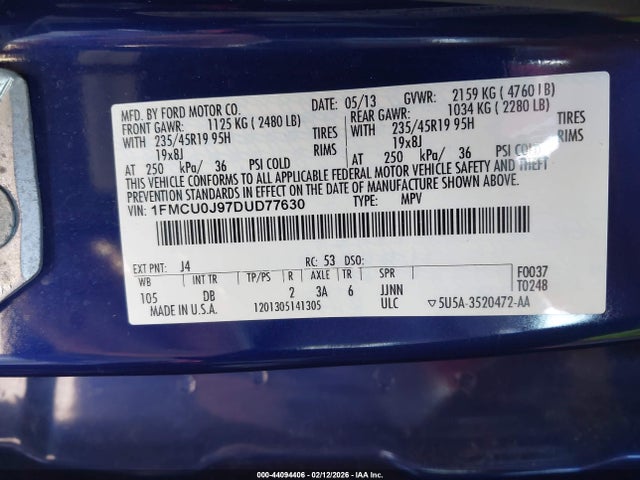 MFD. BY FORD MOTOR CO. DATE: 05/13 GVWR: 2159 KG ( 4760 LB)
FRONT GAWR: 1125 KG ( 2480 LB) REAR GAWR: 1034 KG ( 2280 LB)
WITH 235/45R19 95H TIRES WITH 235/45R19 95H TIRES
19x8J RIMS 19x8J RIMS
AT 250 kPa/ 36 PSI COLD AT 250 kPa/ 36 PSI COLD
THIS VEHICLE CONFORMS TO ALL APPLICABLE FEDERAL MOTOR VEHICLE SAFETY AND THEFT
PREVENTION STANDARDS IN EFFECT ON THE DATE OF MANUFACTURE SHOWN ABOVE.
VIN: 1FMCU0J97DUD77630 TYPE: MPV
EXT PNT: J4 RC: 53 DSO: F0037
WB INT TR TP/PS R AXLE TR SPR T0248
105 DB 2 3A 6 JJNN
MADE IN U.S.A. 1201305141305 ULC ▽5U5A-3520472-AA
000-44094406 - 02/12/2026 - IAA Inc.